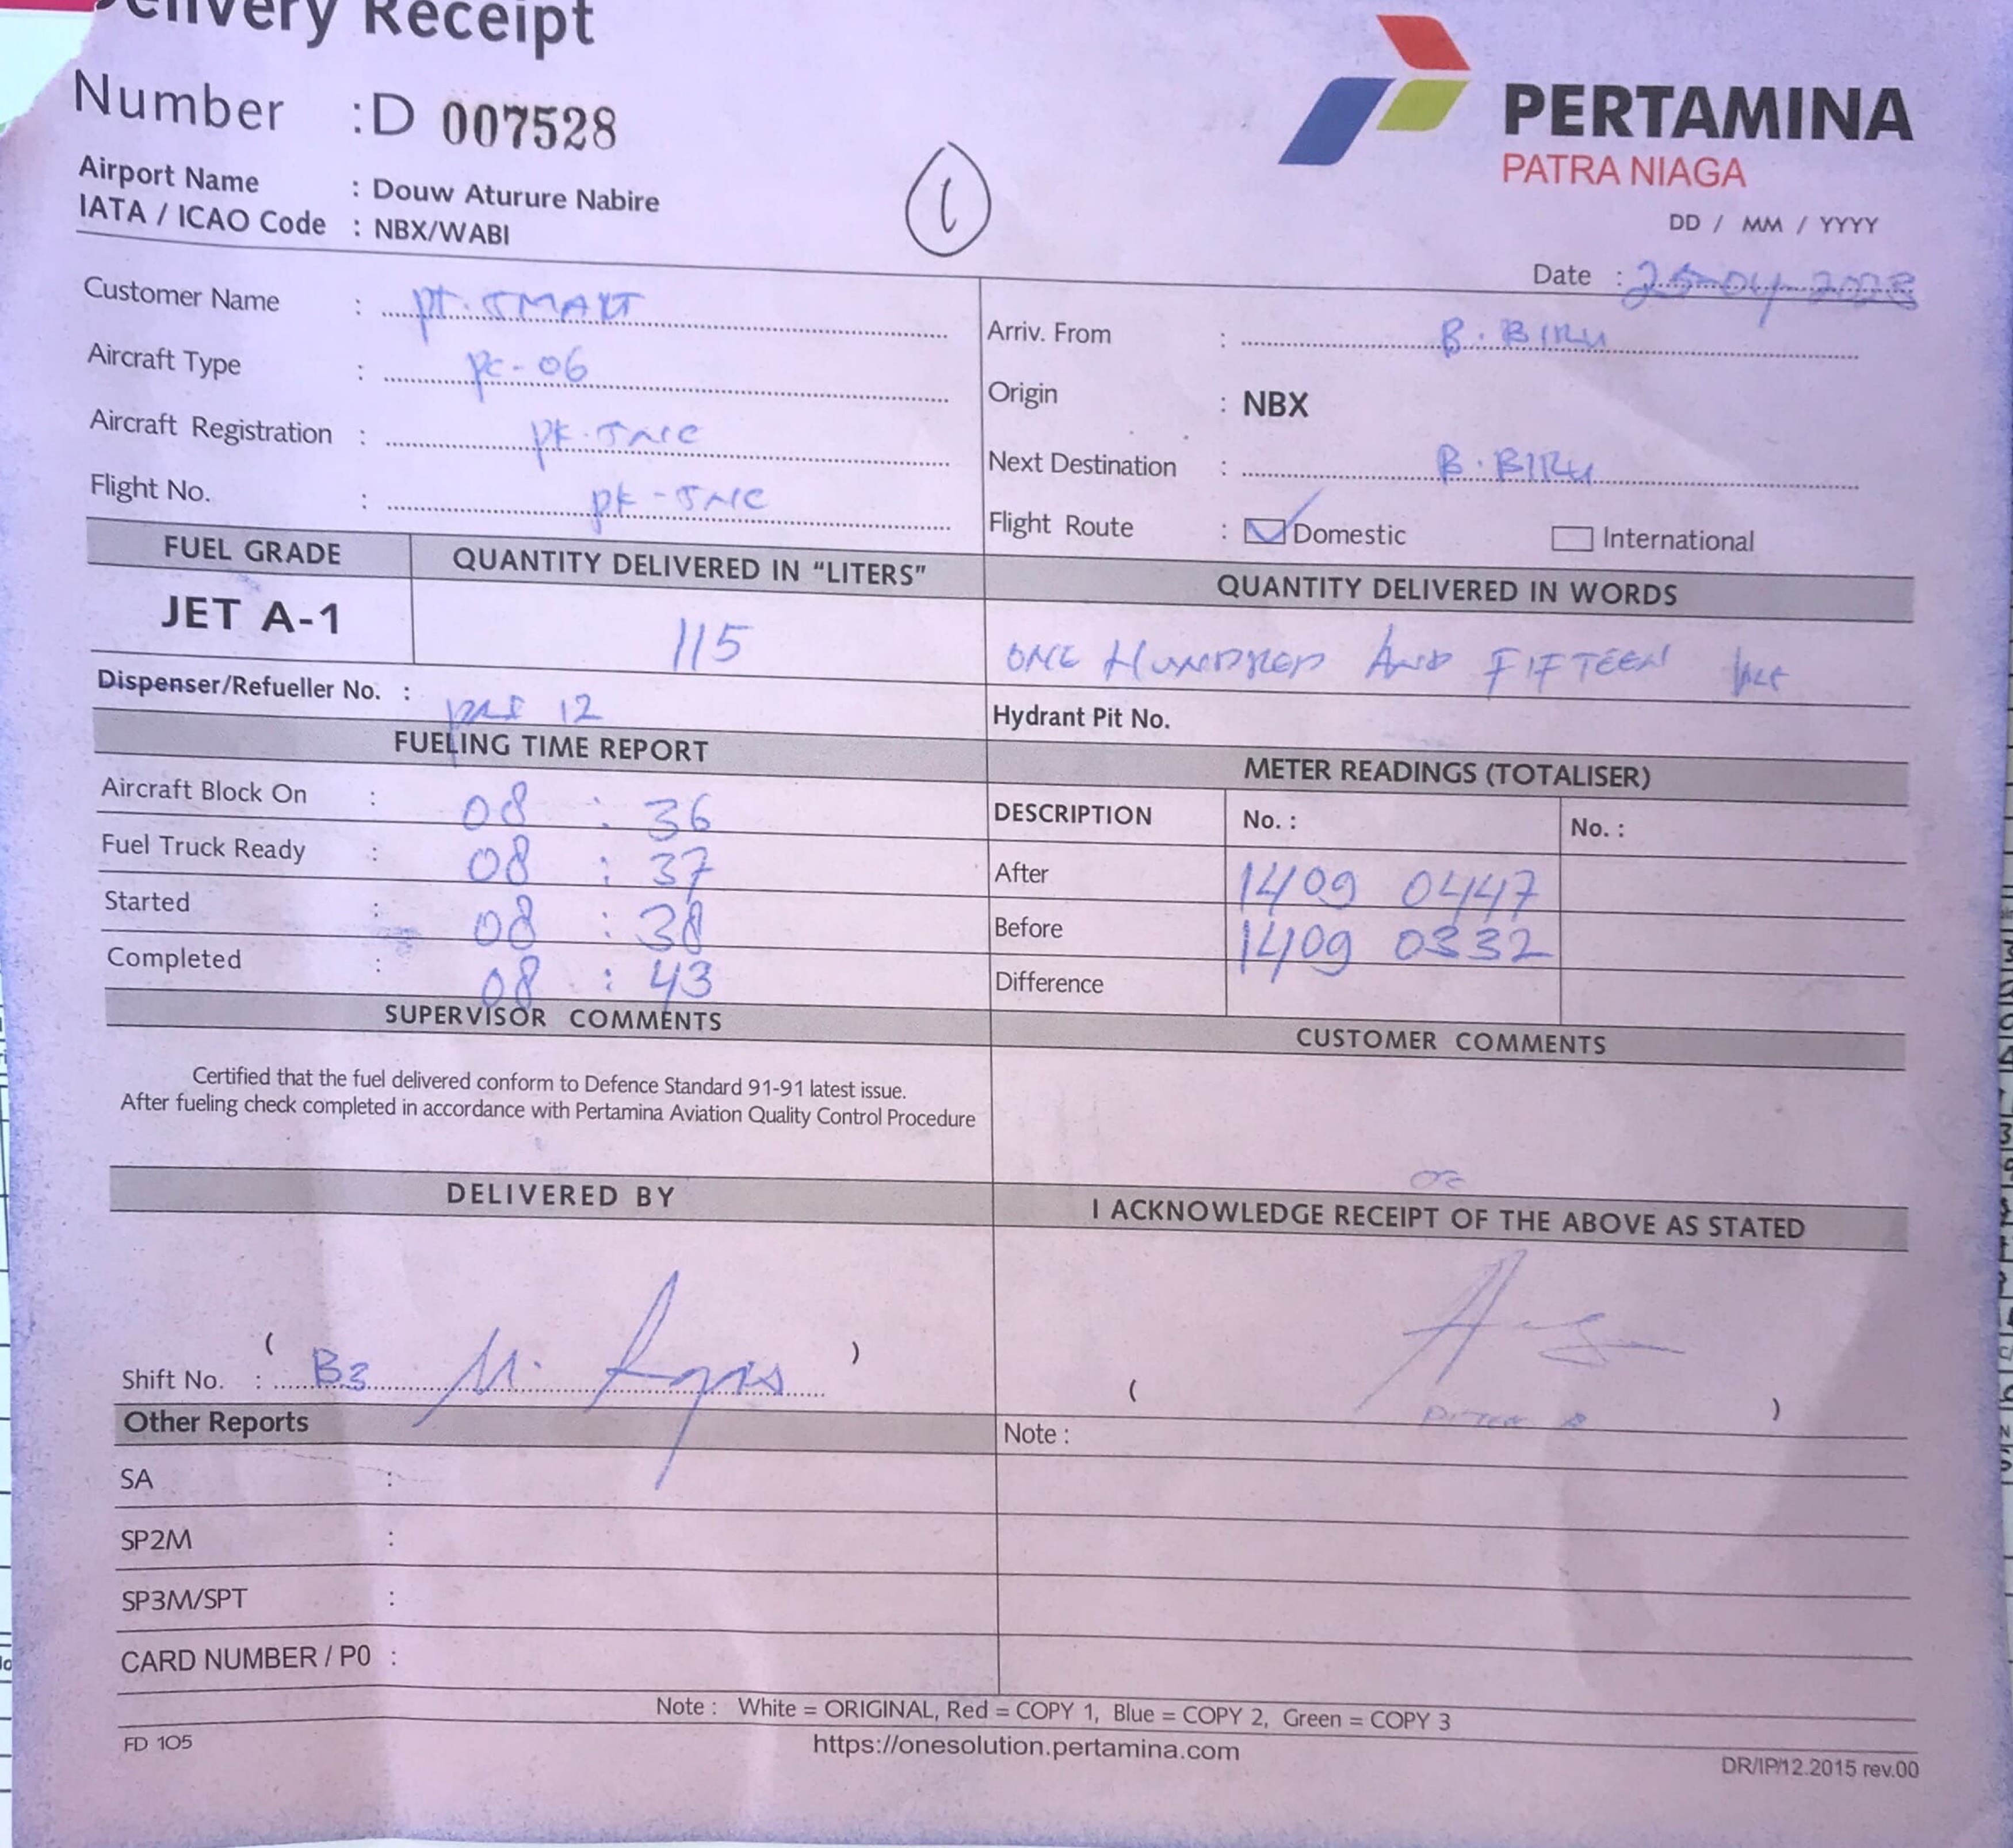 Delivery Receipt
Number :D 007528
PERTAMINA
PATRA NIAGA
Airport Name : Douw Aturure Nabire
IATA / ICAO Code : NBX/WABI
1
DD / MM / YYYY
Date : 25-04-2023
Customer Name : PT. SMART
Aircraft Type : PC-06
Aircraft Registration : PK-
Flight No. : PK-
Arriv. From : B. BIRU
Origin : NBX
Next Destination : B. BIRU
Flight Route : Domestic International
FUEL GRADE QUANTITY DELIVERED IN “LITERS” QUANTITY DELIVERED IN WORDS
JET A-1 115 ONE HUNDRED AND FIFTEEN
Dispenser/Refueller No. : 12
Hydrant Pit No.
FUELING TIME REPORT
Aircraft Block On : 08 : 36
Fuel Truck Ready : 08 : 37
Started : 08 : 38
Completed : 08 : 43
METER READINGS (TOTALISER)
DESCRIPTION No. : No. :
After 1409 0447
Before 1409 0332
Difference
SUPERVISOR COMMENTS
Certified that the fuel delivered conform to Defence Standard 91-91 latest issue.
After fueling check completed in accordance with Pertamina Aviation Quality Control Procedure
CUSTOMER COMMENTS
DELIVERED BY
( )
Shift No. : B3
I ACKNOWLEDGE RECEIPT OF THE ABOVE AS STATED
( )
Other Reports
Note :
SA :
SP2M :
SP3M/SPT :
CARD NUMBER / P0 :
Note : White = ORIGINAL, Red = COPY 1, Blue = COPY 2, Green = COPY 3
FD 105
https://onesolution.pertamina.com
DR/IP/12.2015 rev.00